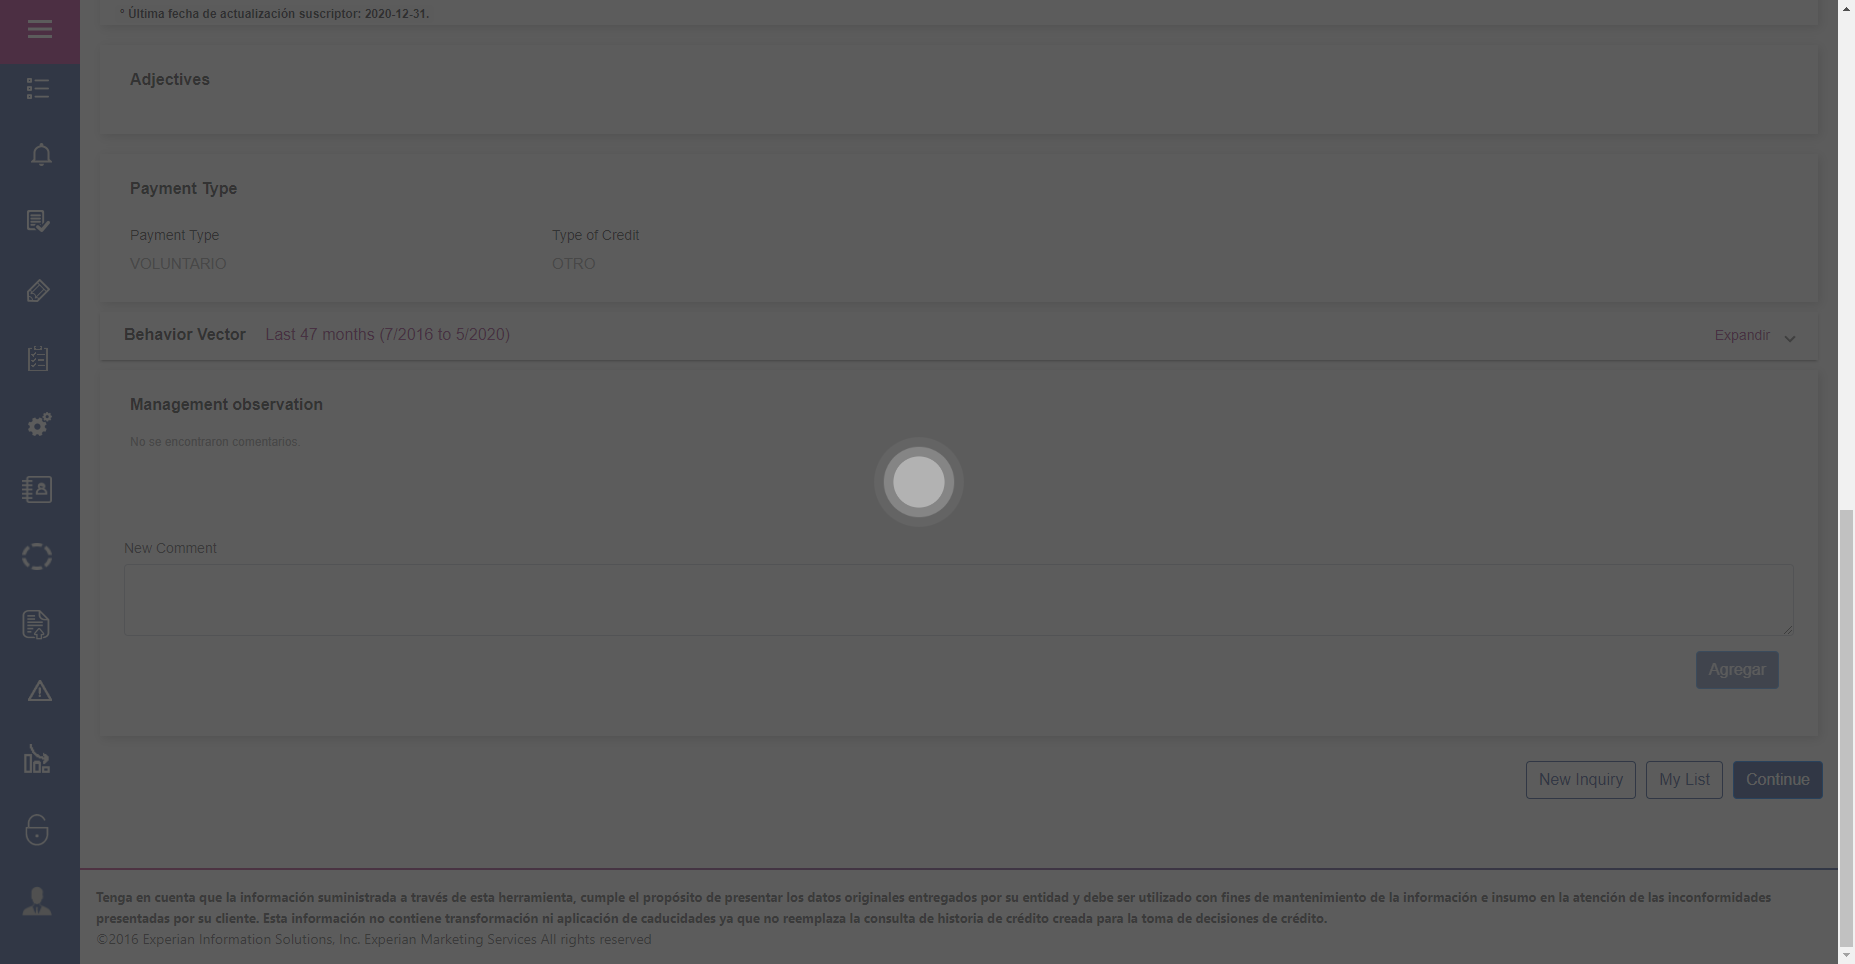 ° Última fecha de actualización suscriptor: 2020-12-31.
Adjectives
Payment Type
Payment Type
Type of Credit
VOLUNTARIO
OTRO
Behavior Vector Last 47 months (7/2016 to 5/2020)
Expandir
Management observation
No se encontraron comentarios.
New Comment
Agregar
New Inquiry
My List
Continue
Tenga en cuenta que la información suministrada a través de esta herramienta, cumple el propósito de presentar los datos originales entregados por su entidad y debe ser utilizado con fines de mantenimiento de la información e insumo en la atención de las inconformidades
presentadas por su cliente. Esta información no contiene transformación ni aplicación de caducidades ya que no reemplaza la consulta de historia de crédito creada para la toma de decisiones de crédito.
©2016 Experian Information Solutions, Inc. Experian Marketing Services All rights reserved